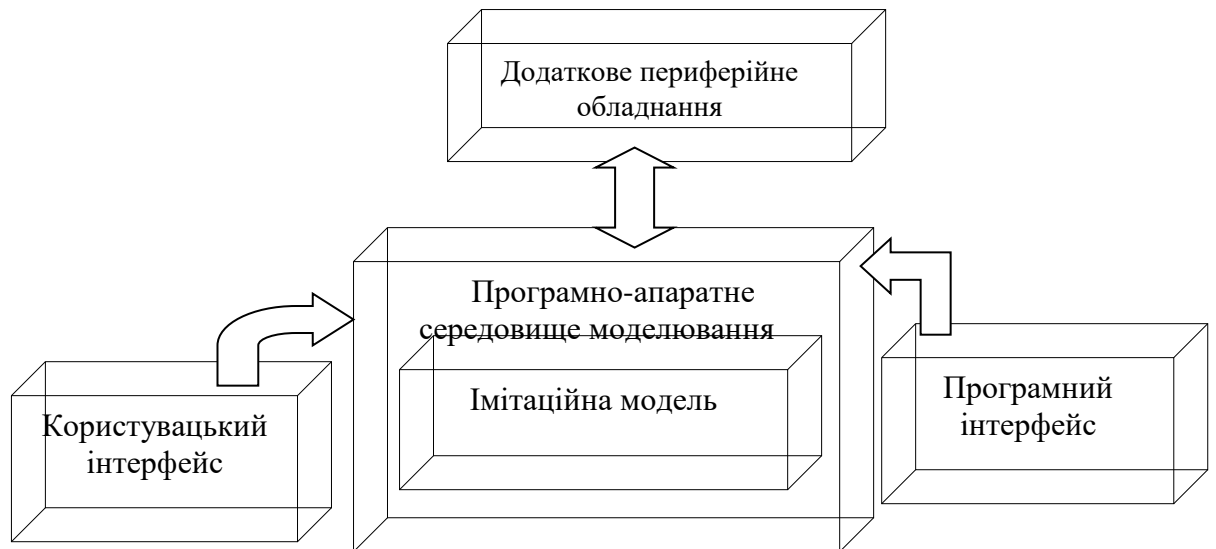 Додаткове периферійне
обладнання
Програмно-апаратне
середовище моделювання
Імітаційна модель
Користувацький
інтерфейс
Програмний
інтерфейс